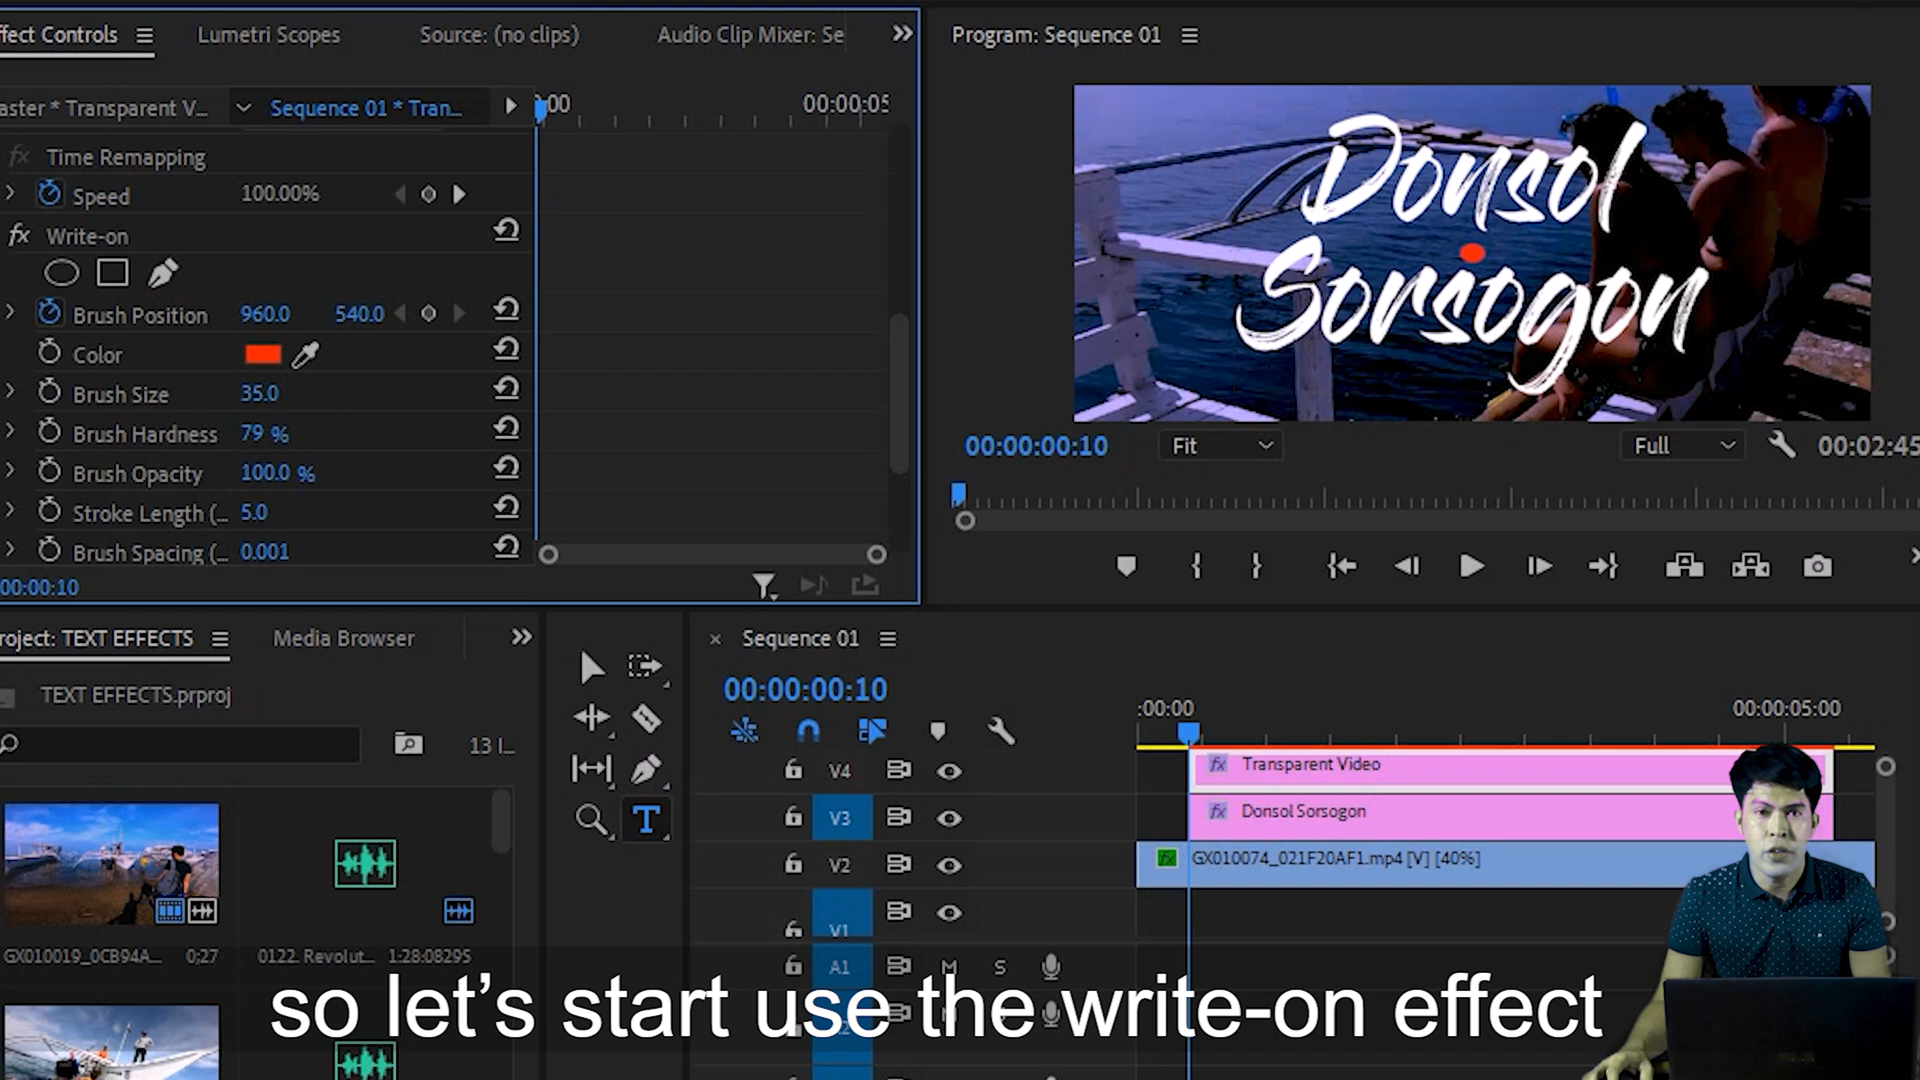 ffect Controls
Lumetri Scopes
Source: (no clips)
Audio Clip Mixer: Se
Program: Sequence 01
aster * Transparent V...
Sequence 01 * Tran...
:00
00:00:05
fx Time Remapping
Speed 100.00%
fx Write-on
Brush Position 960.0 540.0
Color
Brush Size 35.0
Brush Hardness 79 %
Brush Opacity 100.0 %
Stroke Length (... 5.0
Brush Spacing (... 0.001
00:00:10
Donsol
Sorsogon
00:00:00:10
Fit
Full
00:02:45
roject: TEXT EFFECTS
Media Browser
TEXT EFFECTS.prproj
13 I...
GX010019_0CB94A... 0;27
0122. Revolut... 1:28:08295
T
× Sequence 01
00:00:00:10
:00:00
00:00:05:00
V4
fx Transparent Video
V3
fx Donsol Sorsogon
V2
fx GX010074_021F20AF1.mp4 [V] [40%]
V1
A1 M S
so let's start use the write-on effect